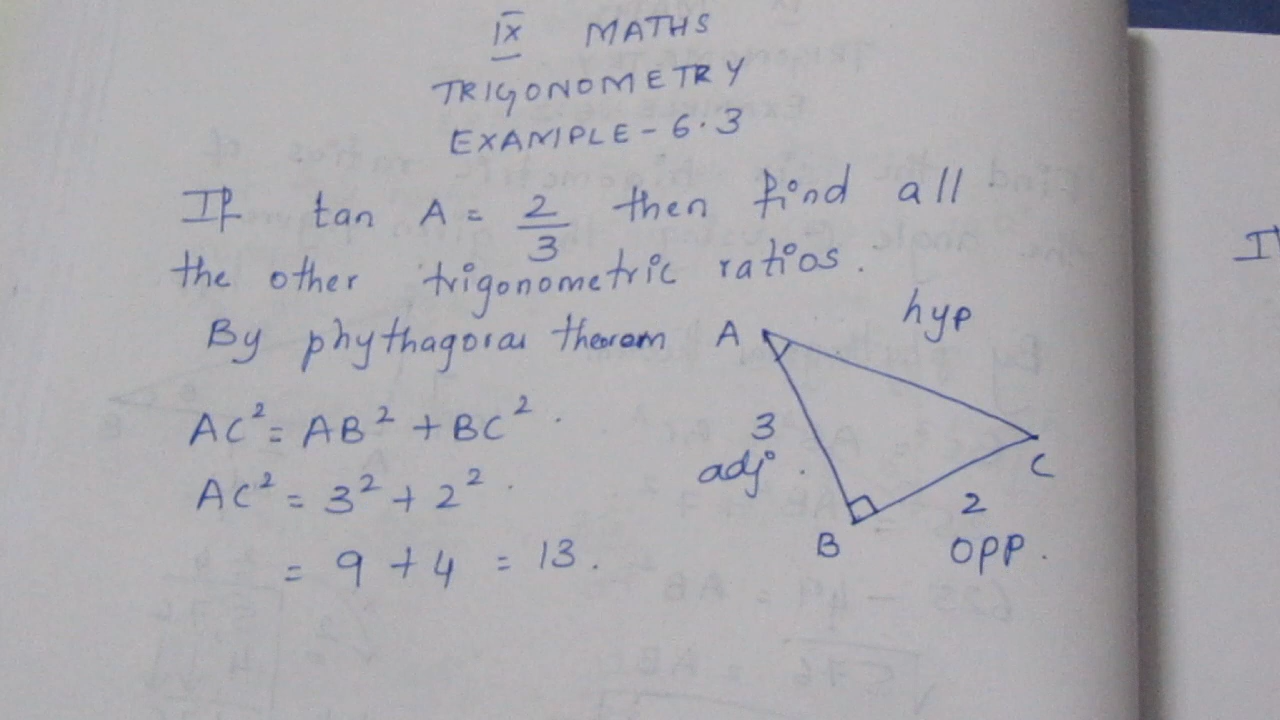 IX MATHS
TRIGONOMETRY
EXAMPLE - 6.3
If tan A = 2/3 then find all
the other trigonometric ratios.
By phythagoras theorem
AC² = AB² + BC².
AC² = 3² + 2².
= 9 + 4 = 13.
A
hyp
3
adj.
C
2
B
opp.
I